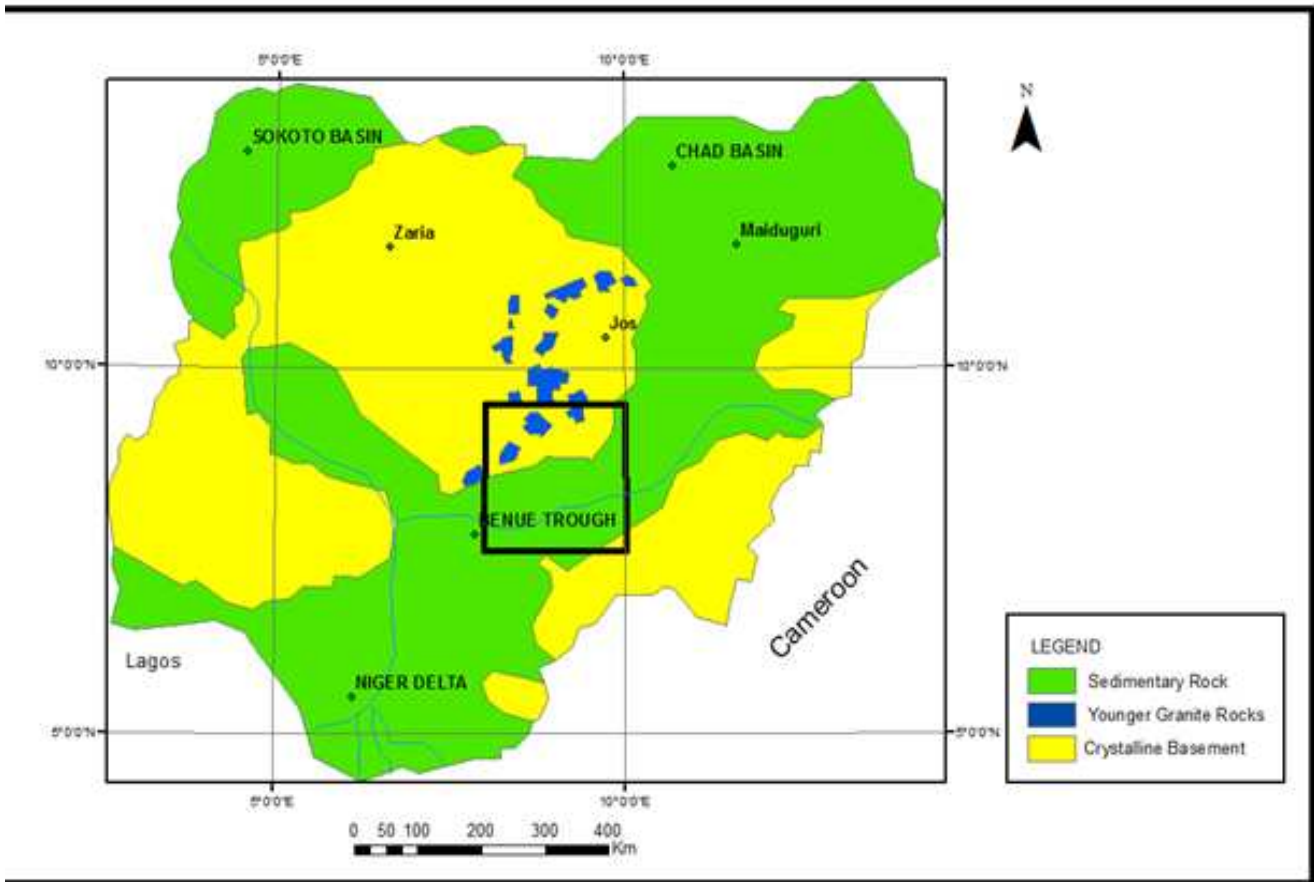 5°0'0"E 10°0'0"E
N
SOKOTO BASIN
CHAD BASIN
Zaria
Maiduguri
Jos
10°0'0"N 10°0'0"N
BENUE TROUGH
Cameroon
Lagos
NIGER DELTA
5°0'0"N 5°0'0"N
5°0'0"E 10°0'0"E
0 50 100 200 300 400
Km
LEGEND
Sedimentary Rock
Younger Granite Rocks
Crystalline Basement